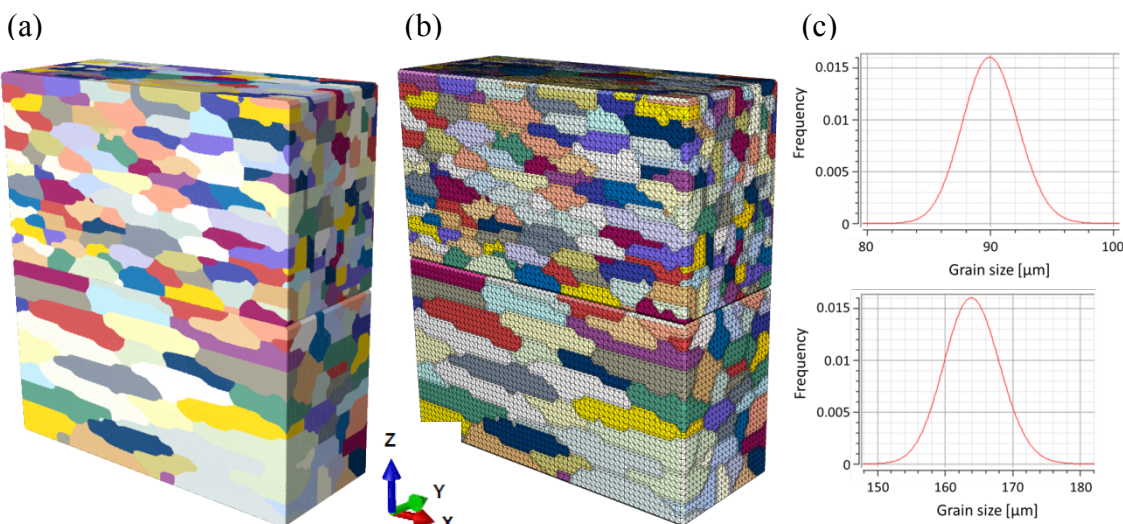 (a)
(b)
(c)
0.015
0.01
0.005
0
Frequency
80
90
100
Grain size [μm]
0.015
0.01
0.005
0
Frequency
150
160
170
180
Grain size [μm]
Z
Y
X